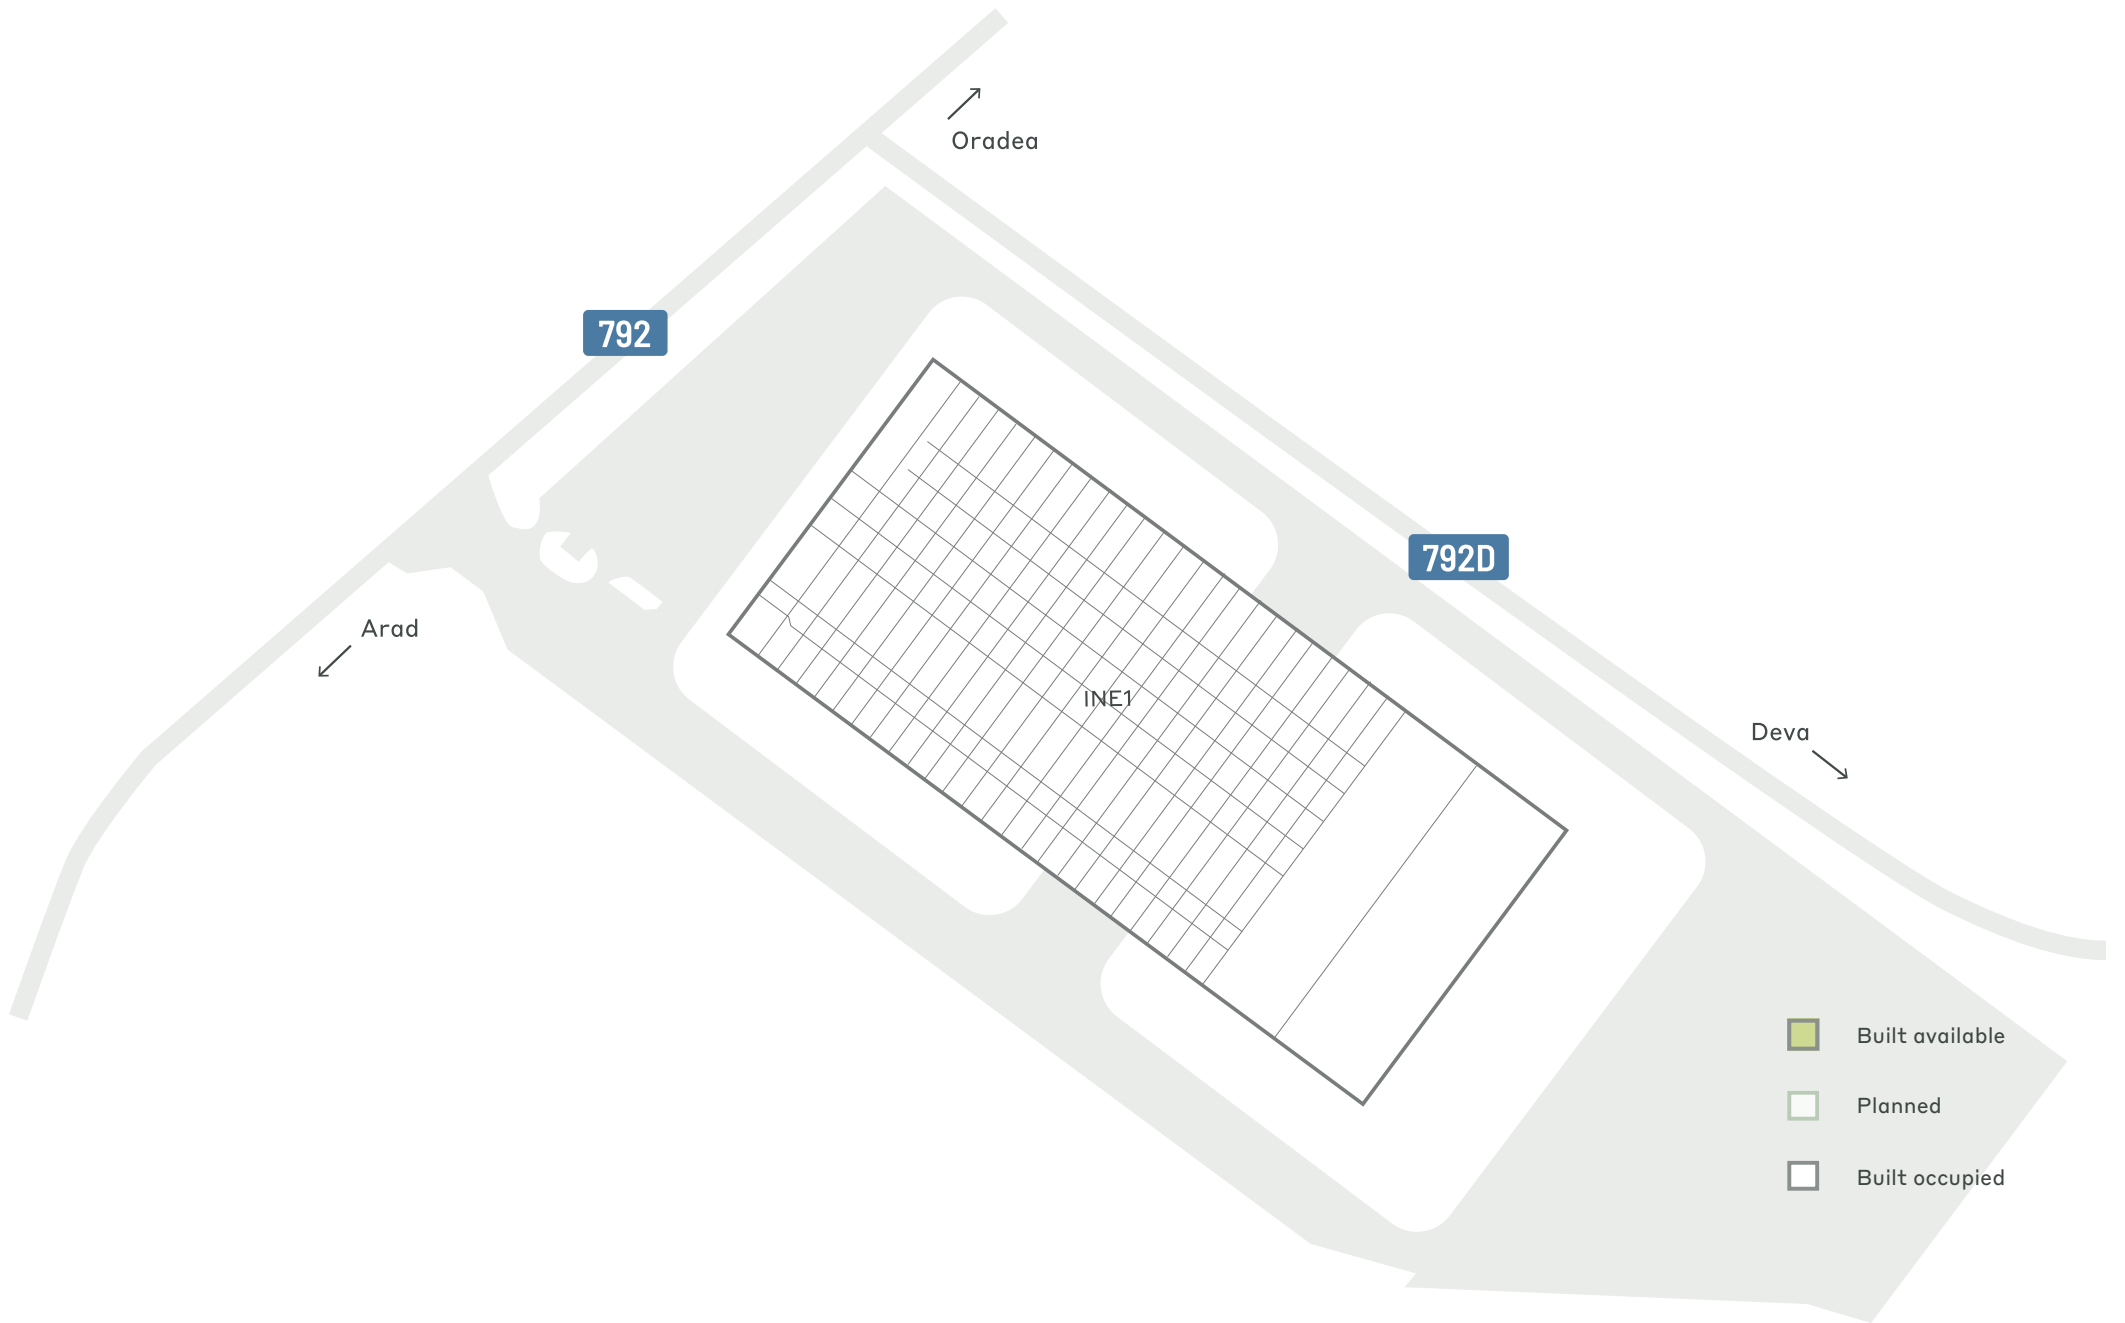 Oradea
792
792D
Arad
INE1
Deva
Built available
Planned
Built occupied